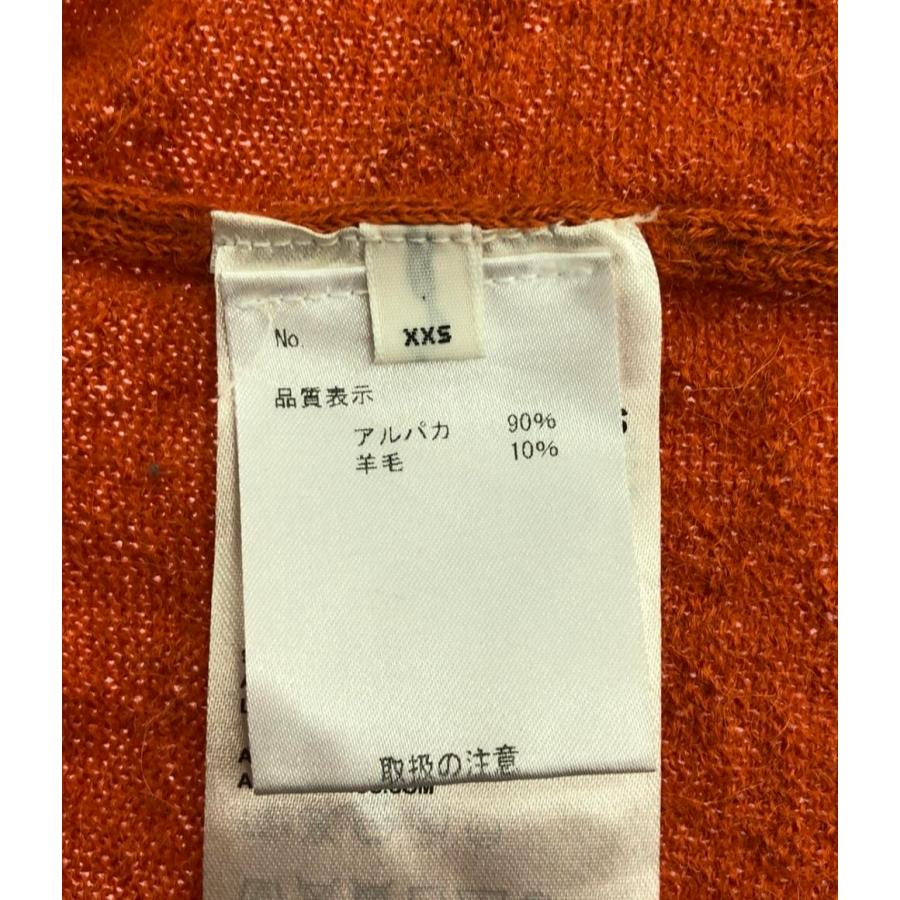 XXS
No
品質表示
アルパカ 90%
羊毛 10%
取扱の注意